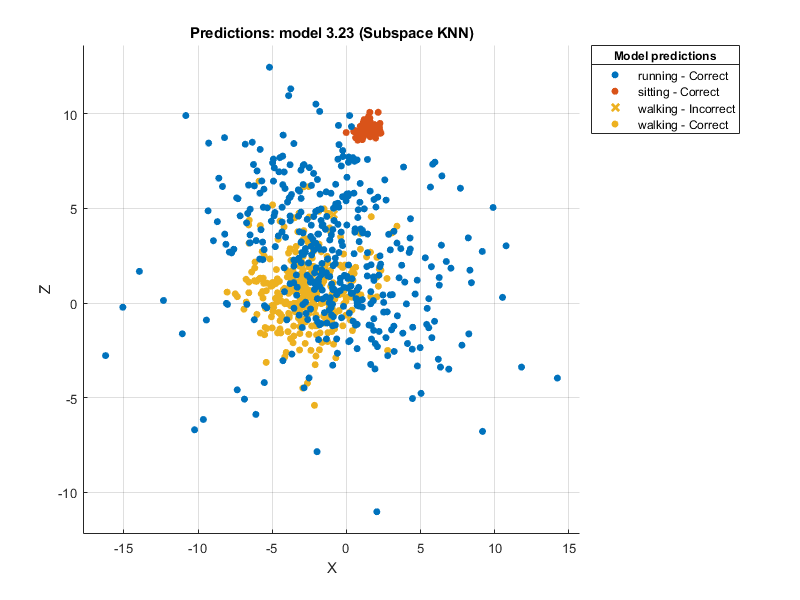 Predictions: model 3.23 (Subspace KNN)
Model predictions
running - Correct
sitting - Correct
walking - Incorrect
walking - Correct
10
5
0
-5
-10
Z
-15
-10
-5
0
5
10
15
X